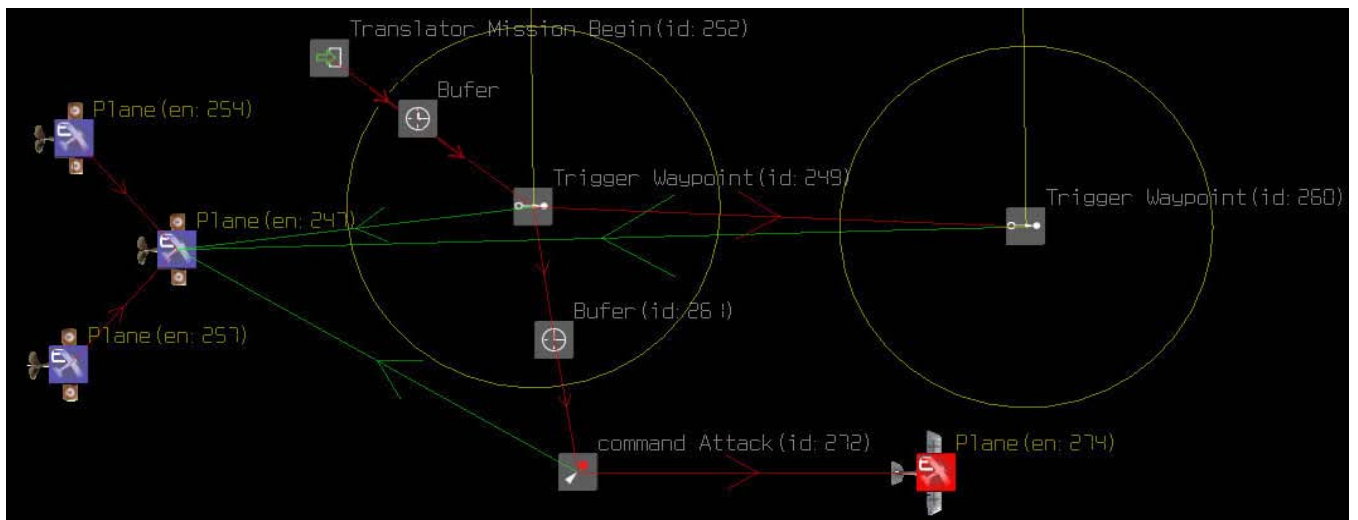 Translator Mission Begin(id: 252)
Bufer
Plane(en: 254)
Trigger Waypoint(id: 249)
Trigger Waypoint(id: 260)
Plane(en: 247)
Bufer(id: 261)
Plane(en: 257)
command Attack(id: 272)
Plane(en: 274)